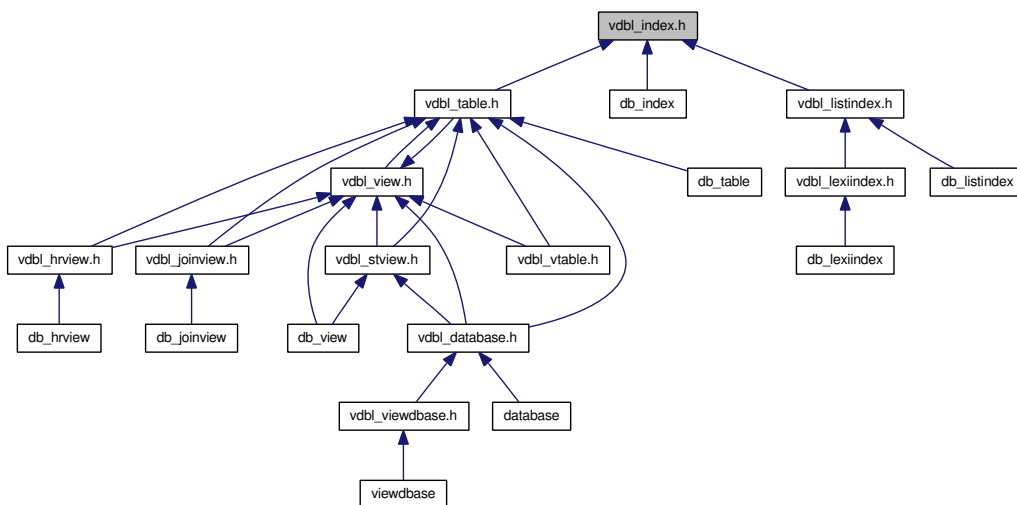 vdbl_index.h
vdbl_table.h
db_index
vdbl_listindex.h
vdbl_view.h
db_table
vdbl_lexiindex.h
db_listindex
vdbl_hrview.h
vdbl_joinview.h
vdbl_stview.h
vdbl_vtable.h
db_lexiindex
db_hrview
db_joinview
db_view
vdbl_database.h
vdbl_viewdbase.h
database
viewdbase